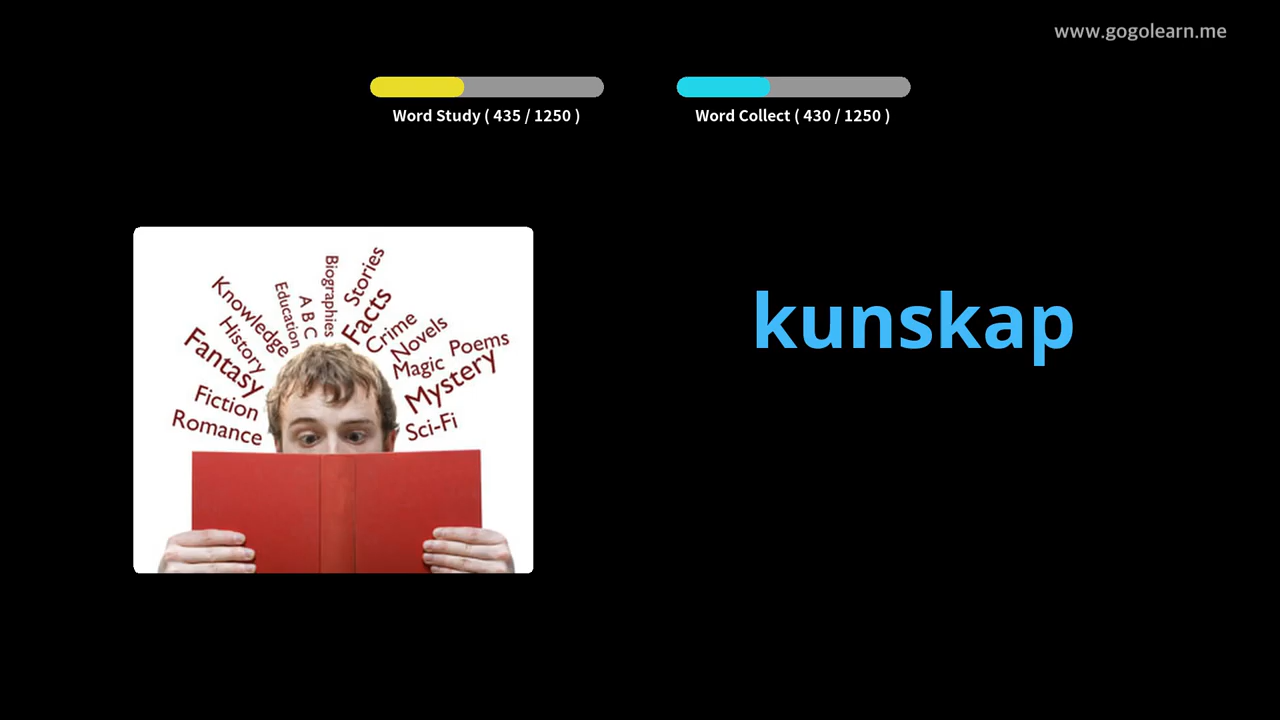 www.gogolearn.me
Word Study ( 435 / 1250 )
Word Collect ( 430 / 1250 )
kunskap
Romance
Fiction
Fantasy
History
Knowledge
Education
A B C
Biographies
Stories
Facts
Crime
Novels
Magic
Poems
Mystery
Sci-Fi